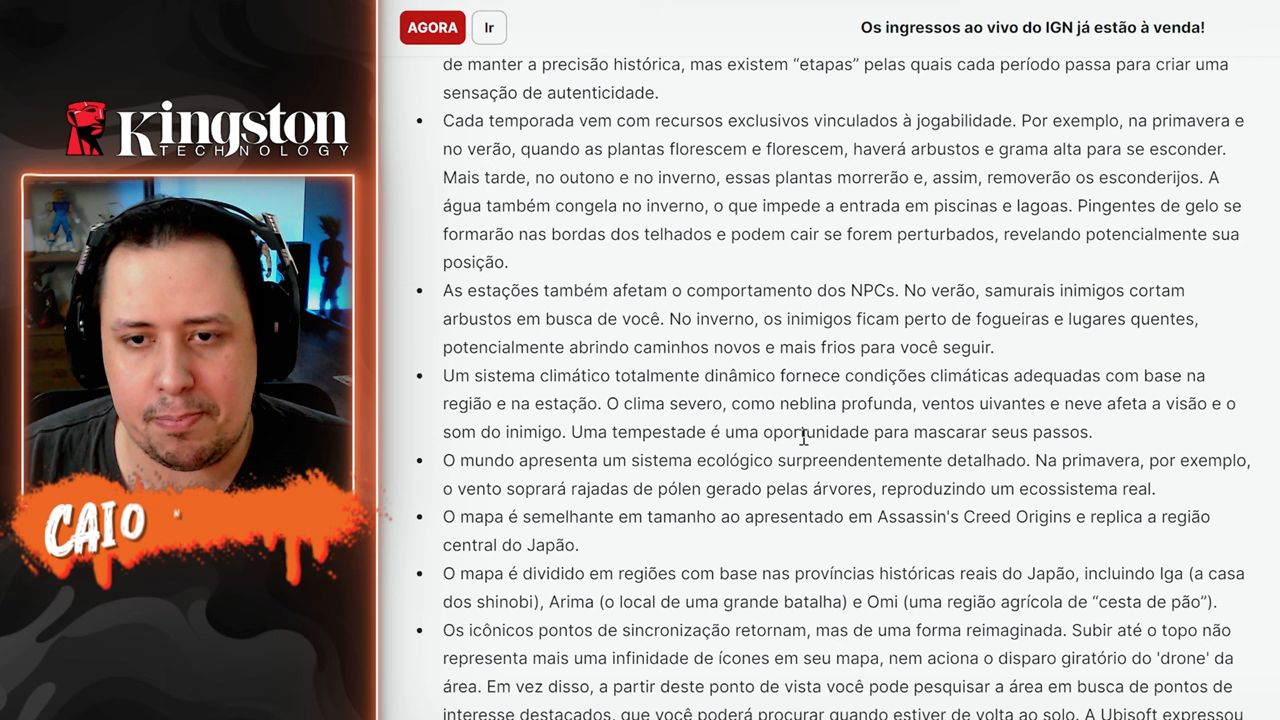 AGORA
Ir
Os ingressos ao vivo do IGN já estão à venda!
Kingston
TECHNOLOGY
CAIO
de manter a precisão histórica, mas existem “etapas” pelas quais cada período passa para criar uma
sensação de autenticidade.
• Cada temporada vem com recursos exclusivos vinculados à jogabilidade. Por exemplo, na primavera e
no verão, quando as plantas florescem e florescem, haverá arbustos e grama alta para se esconder.
Mais tarde, no outono e no inverno, essas plantas morrerão e, assim, removerão os esconderijos. A
água também congela no inverno, o que impede a entrada em piscinas e lagoas. Pingentes de gelo se
formarão nas bordas dos telhados e podem cair se forem perturbados, revelando potencialmente sua
posição.
• As estações também afetam o comportamento dos NPCs. No verão, samurais inimigos cortam
arbustos em busca de você. No inverno, os inimigos ficam perto de fogueiras e lugares quentes,
potencialmente abrindo caminhos novos e mais frios para você seguir.
• Um sistema climático totalmente dinâmico fornece condições climáticas adequadas com base na
região e na estação. O clima severo, como neblina profunda, ventos uivantes e neve afeta a visão e o
som do inimigo. Uma tempestade é uma oportunidade para mascarar seus passos.
• O mundo apresenta um sistema ecológico surpreendentemente detalhado. Na primavera, por exemplo,
o vento soprará rajadas de pólen gerado pelas árvores, reproduzindo um ecossistema real.
• O mapa é semelhante em tamanho ao apresentado em Assassin's Creed Origins e replica a região
central do Japão.
• O mapa é dividido em regiões com base nas províncias históricas reais do Japão, incluindo Iga (a casa
dos shinobi), Arima (o local de uma grande batalha) e Omi (uma região agrícola de “cesta de pão”).
• Os icônicos pontos de sincronização retornam, mas de uma forma reimaginada. Subir até o topo não
representa mais uma infinidade de ícones em seu mapa, nem aciona o disparo giratório do 'drone' da
área. Em vez disso, a partir deste ponto de vista você pode pesquisar a área em busca de pontos de
interesse destacados, que você poderá procurar quando estiver de volta ao solo. A Ubisoft expressou